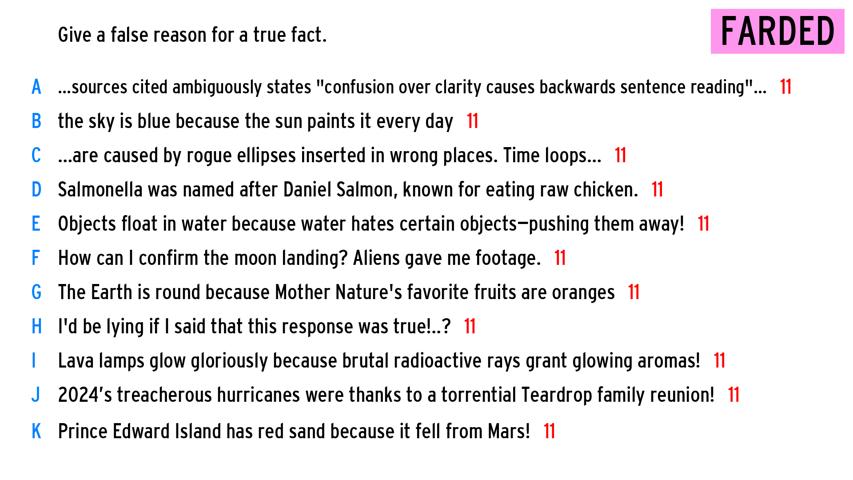 Give a false reason for a true fact.
FARDED
A ...sources cited ambiguously states "confusion over clarity causes backwards sentence reading"... 11
B the sky is blue because the sun paints it every day 11
C ...are caused by rogue ellipses inserted in wrong places. Time loops... 11
D Salmonella was named after Daniel Salmon, known for eating raw chicken. 11
E Objects float in water because water hates certain objects—pushing them away! 11
F How can I confirm the moon landing? Aliens gave me footage. 11
G The Earth is round because Mother Nature's favorite fruits are oranges 11
H I'd be lying if I said that this response was true!..? 11
I Lava lamps glow gloriously because brutal radioactive rays grant glowing aromas! 11
J 2024’s treacherous hurricanes were thanks to a torrential Teardrop family reunion! 11
K Prince Edward Island has red sand because it fell from Mars! 11